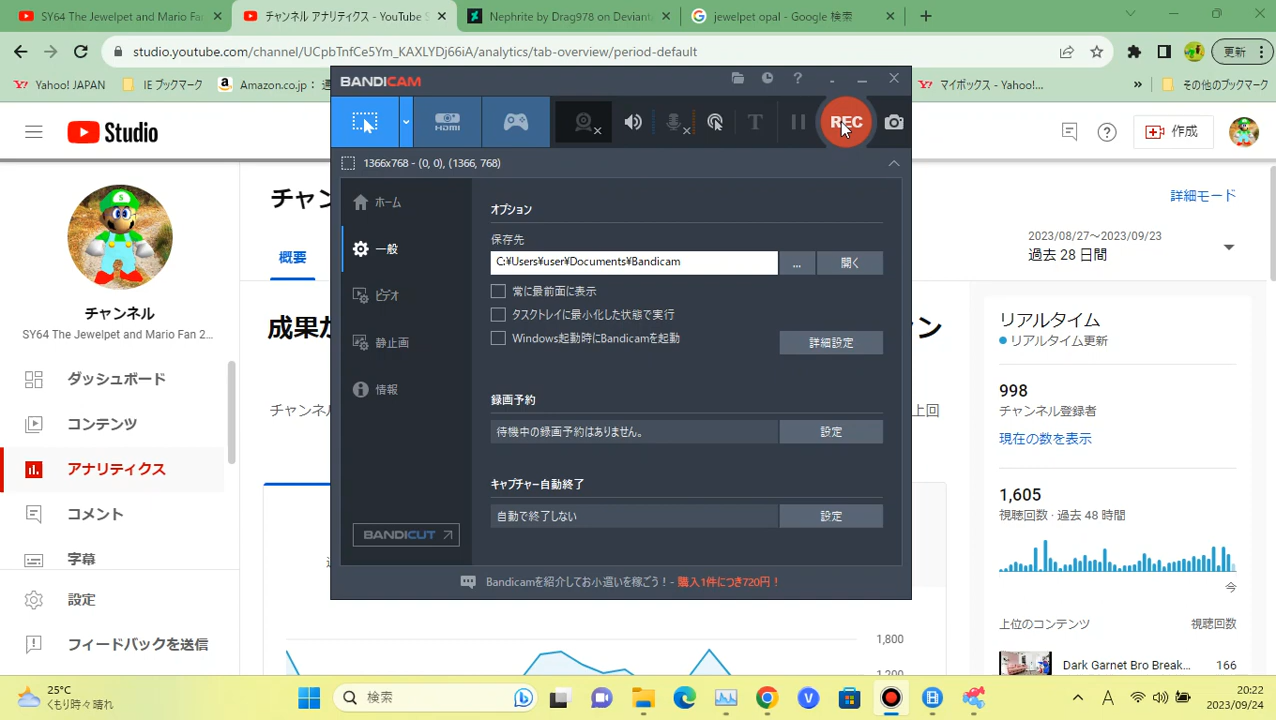 SY64 The Jewelpet and Mario Fan
チャンネル アナリティクス - YouTube S
Nephrite by Drag978 on Deviant
jewelpet opal - Google 検索
studio.youtube.com/channel/UCpbTnfCe5Ym_KAXLYDj66iA/analytics/tab-overview/period-default
更新
Yahoo! JAPAN
IEブックマーク
Amazon.co.jp:
マイボックス - Yahoo!...
»
その他のブックマーク
Studio
作成
チャンネル
SY64 The Jewelpet and Mario Fan 2...
ダッシュボード
コンテンツ
アナリティクス
コメント
字幕
設定
フィードバックを送信
概要
詳細モード
2023/08/27～2023/09/23
過去 28 日間
BANDICAM
HDMI
REC
1366x768 - (0, 0), (1366, 768)
ホーム
一般
ビデオ
静止画
情報
BANDICUT
オプション
保存先
C:¥Users¥user¥Documents¥Bandicam
...
開く
常に最前面に表示
タスクトレイに最小化した状態で実行
Windows起動時にBandicamを起動
詳細設定
録画予約
待機中の録画予約はありません。
設定
キャプチャー自動終了
自動で終了しない
設定
Bandicamを紹介してお小遣いを稼ごう！- 購入1件につき720円！
リアルタイム
リアルタイム更新
998
チャンネル登録者
現在の数を表示
1,605
視聴回数 · 過去 48 時間
今
上位のコンテンツ
視聴回数
Dark Garnet Bro Break...
166
1,800
1,200
25°C
くもり時々晴れ
検索
A
20:22
2023/09/24